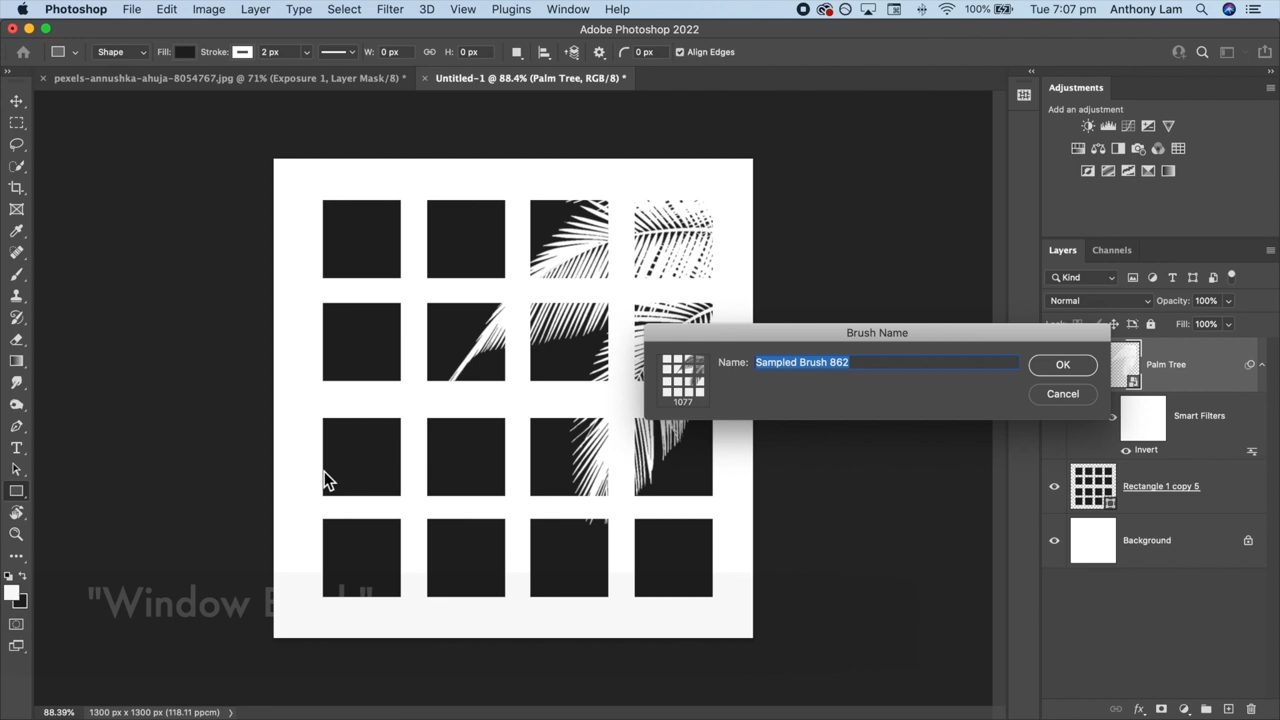 Photoshop File Edit Image Layer Type Select Filter 3D View Plugins Window Help 100% Tue 7:07 pm Anthony Lam
Adobe Photoshop 2022
Shape Fill: Stroke: 2 px W: 0 px H: 0 px 0 px Align Edges
pexels-annushka-ahuja-8054767.jpg @ 71% (Exposure 1, Layer Mask/8) * Untitled-1 @ 88.4% (Palm Tree, RGB/8) *
Adjustments
Add an adjustment
Layers Channels
Kind
Normal Opacity: 100%
Fill: 100%
Brush Name
Name: Sampled Brush 862 OK
1077
Cancel
Palm Tree
Smart Filters
Invert
Rectangle 1 copy 5
Background
"Window
88.39% 1300 px x 1300 px (118.11 ppcm)